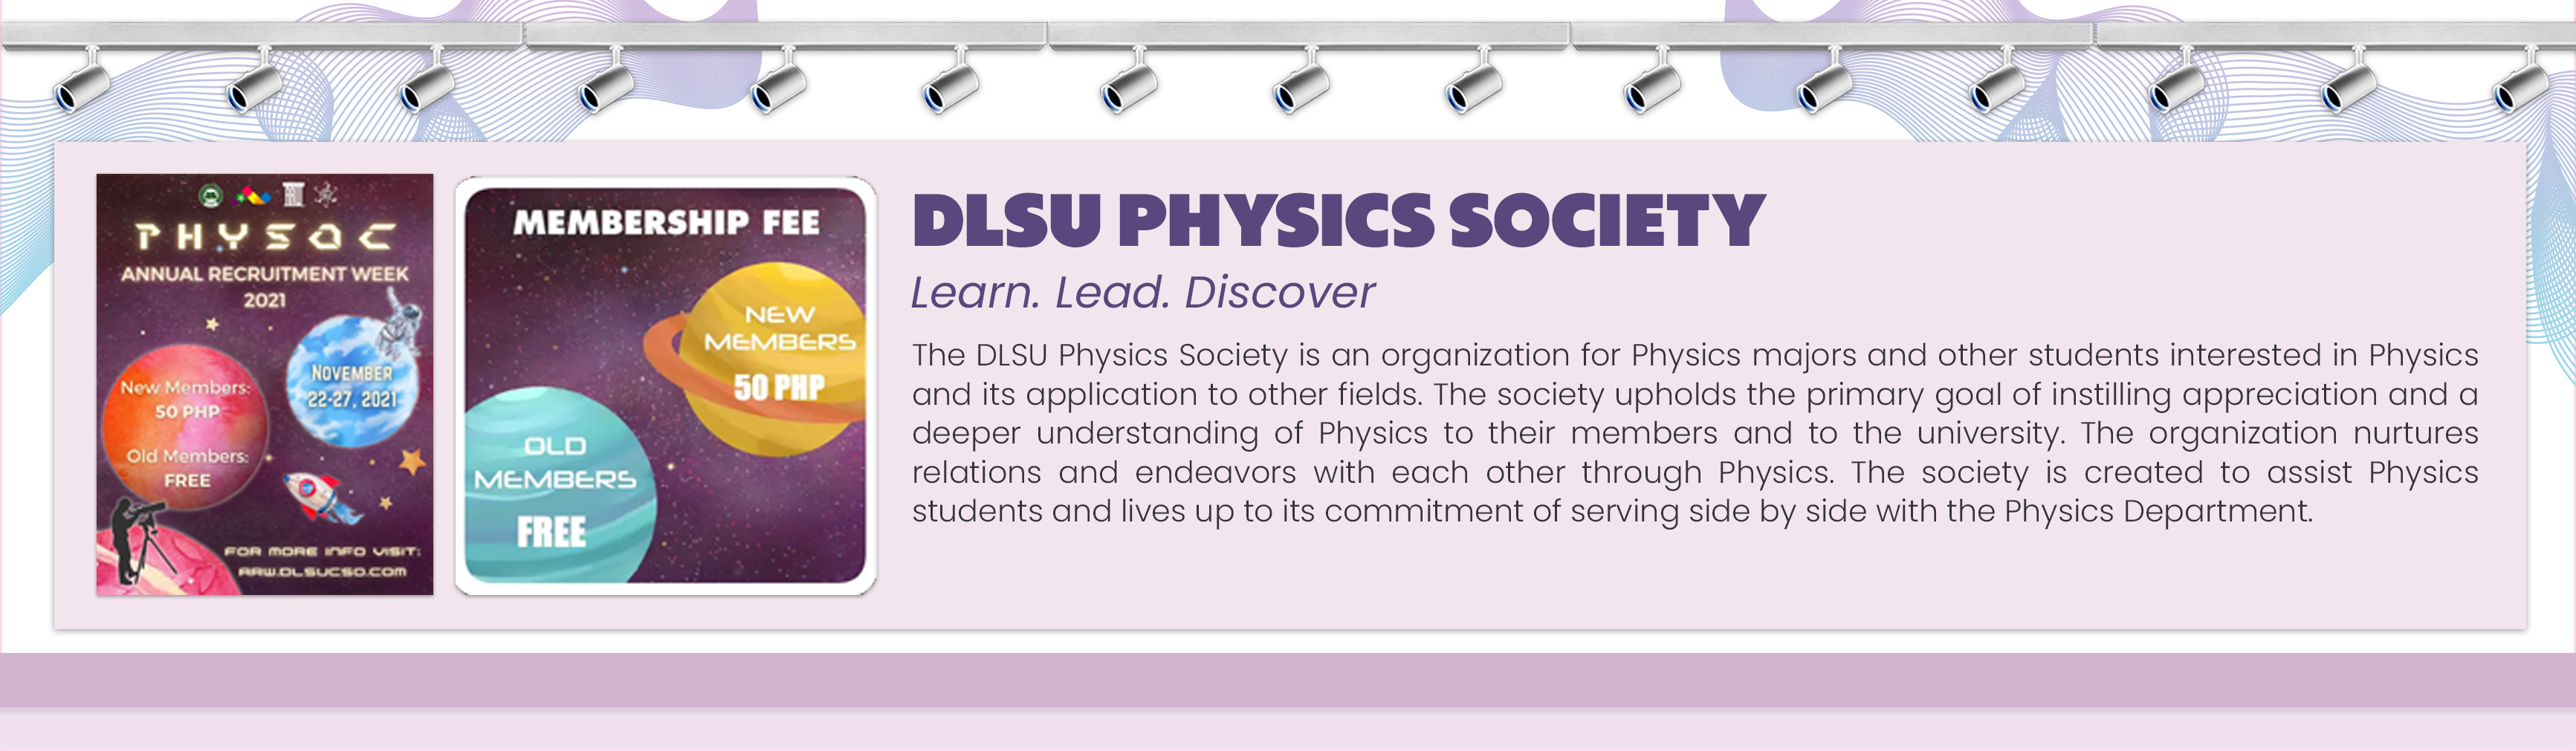 PHYSOC
ANNUAL RECRUITMENT WEEK
2021
NOVEMBER
22-27, 2021
New Members:
50 PHP
Old Members:
FREE
FOR MORE INFO VISIT:
ARW.DLSUCSO.COM
MEMBERSHIP FEE
NEW
MEMBERS
50 PHP
OLD
MEMBERS
FREE
DLSU PHYSICS SOCIETY
Learn. Lead. Discover
The DLSU Physics Society is an organization for Physics majors and other students interested in Physics
and its application to other fields. The society upholds the primary goal of instilling appreciation and a
deeper understanding of Physics to their members and to the university. The organization nurtures
relations and endeavors with each other through Physics. The society is created to assist Physics
students and lives up to its commitment of serving side by side with the Physics Department.